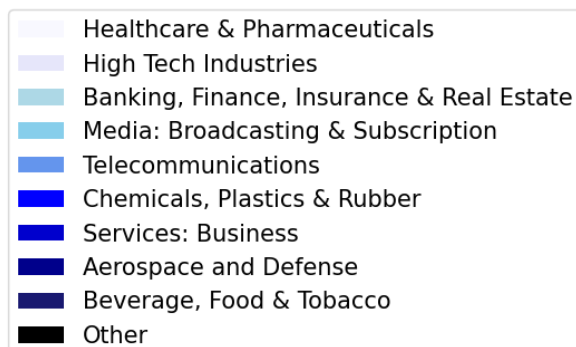 Healthcare & Pharmaceuticals
High Tech Industries
Banking, Finance, Insurance & Real Estate
Media: Broadcasting & Subscription
Telecommunications
Chemicals, Plastics & Rubber
Services: Business
Aerospace and Defense
Beverage, Food & Tobacco
Other